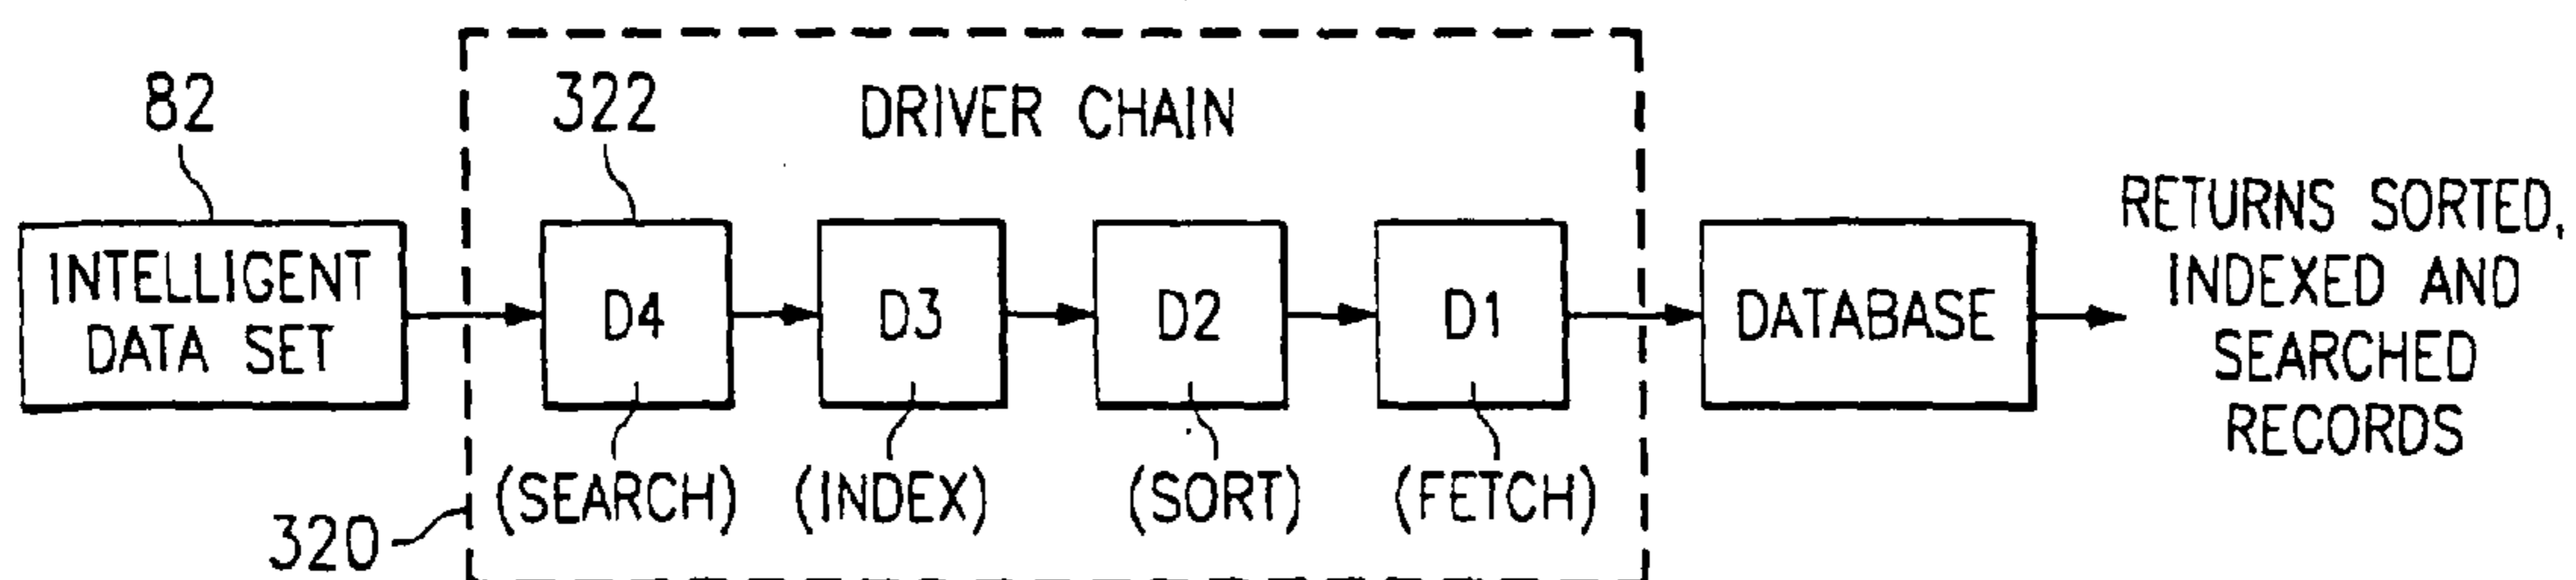 82
322
DRIVER CHAIN
INTELLIGENT
DATA SET
D4
D3
D2
D1
DATABASE
RETURNS SORTED,
INDEXED AND
SEARCHED
RECORDS
(SEARCH)
(INDEX)
(SORT)
(FETCH)
320